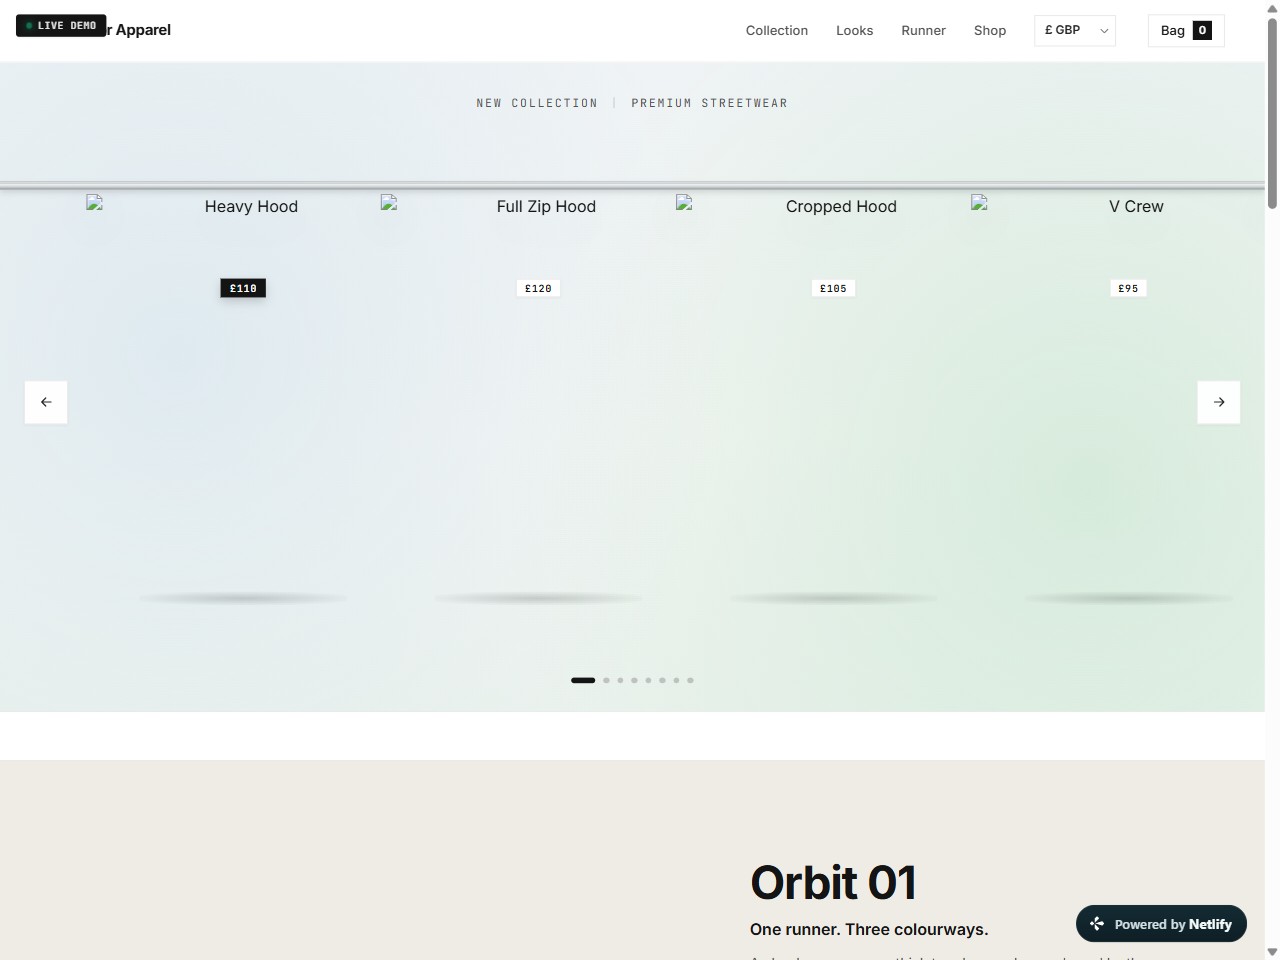 LIVE DEMO r Apparel
Collection Looks Runner Shop £ GBP Bag 0
NEW COLLECTION | PREMIUM STREETWEAR
Heavy Hood Full Zip Hood Cropped Hood V Crew
£110 £120 £105 £95
Orbit 01
One runner. Three colourways.
Powered by Netlify